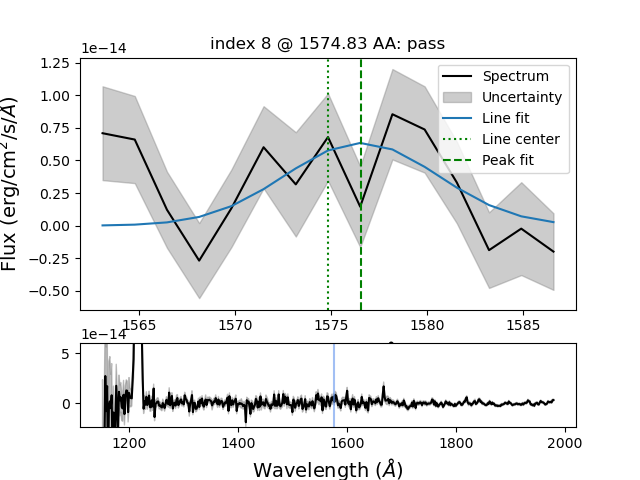 index 8 @ 1574.83 AA: pass
1e−14
1.25
1.00
0.75
0.50
0.25
0.00
−0.25
−0.50
Flux (erg/cm²/s/Å)
Spectrum
Uncertainty
Line fit
Line center
Peak fit
1565 1570 1575 1580 1585
1e−14
5
0
1200 1400 1600 1800 2000
Wavelength (Å)